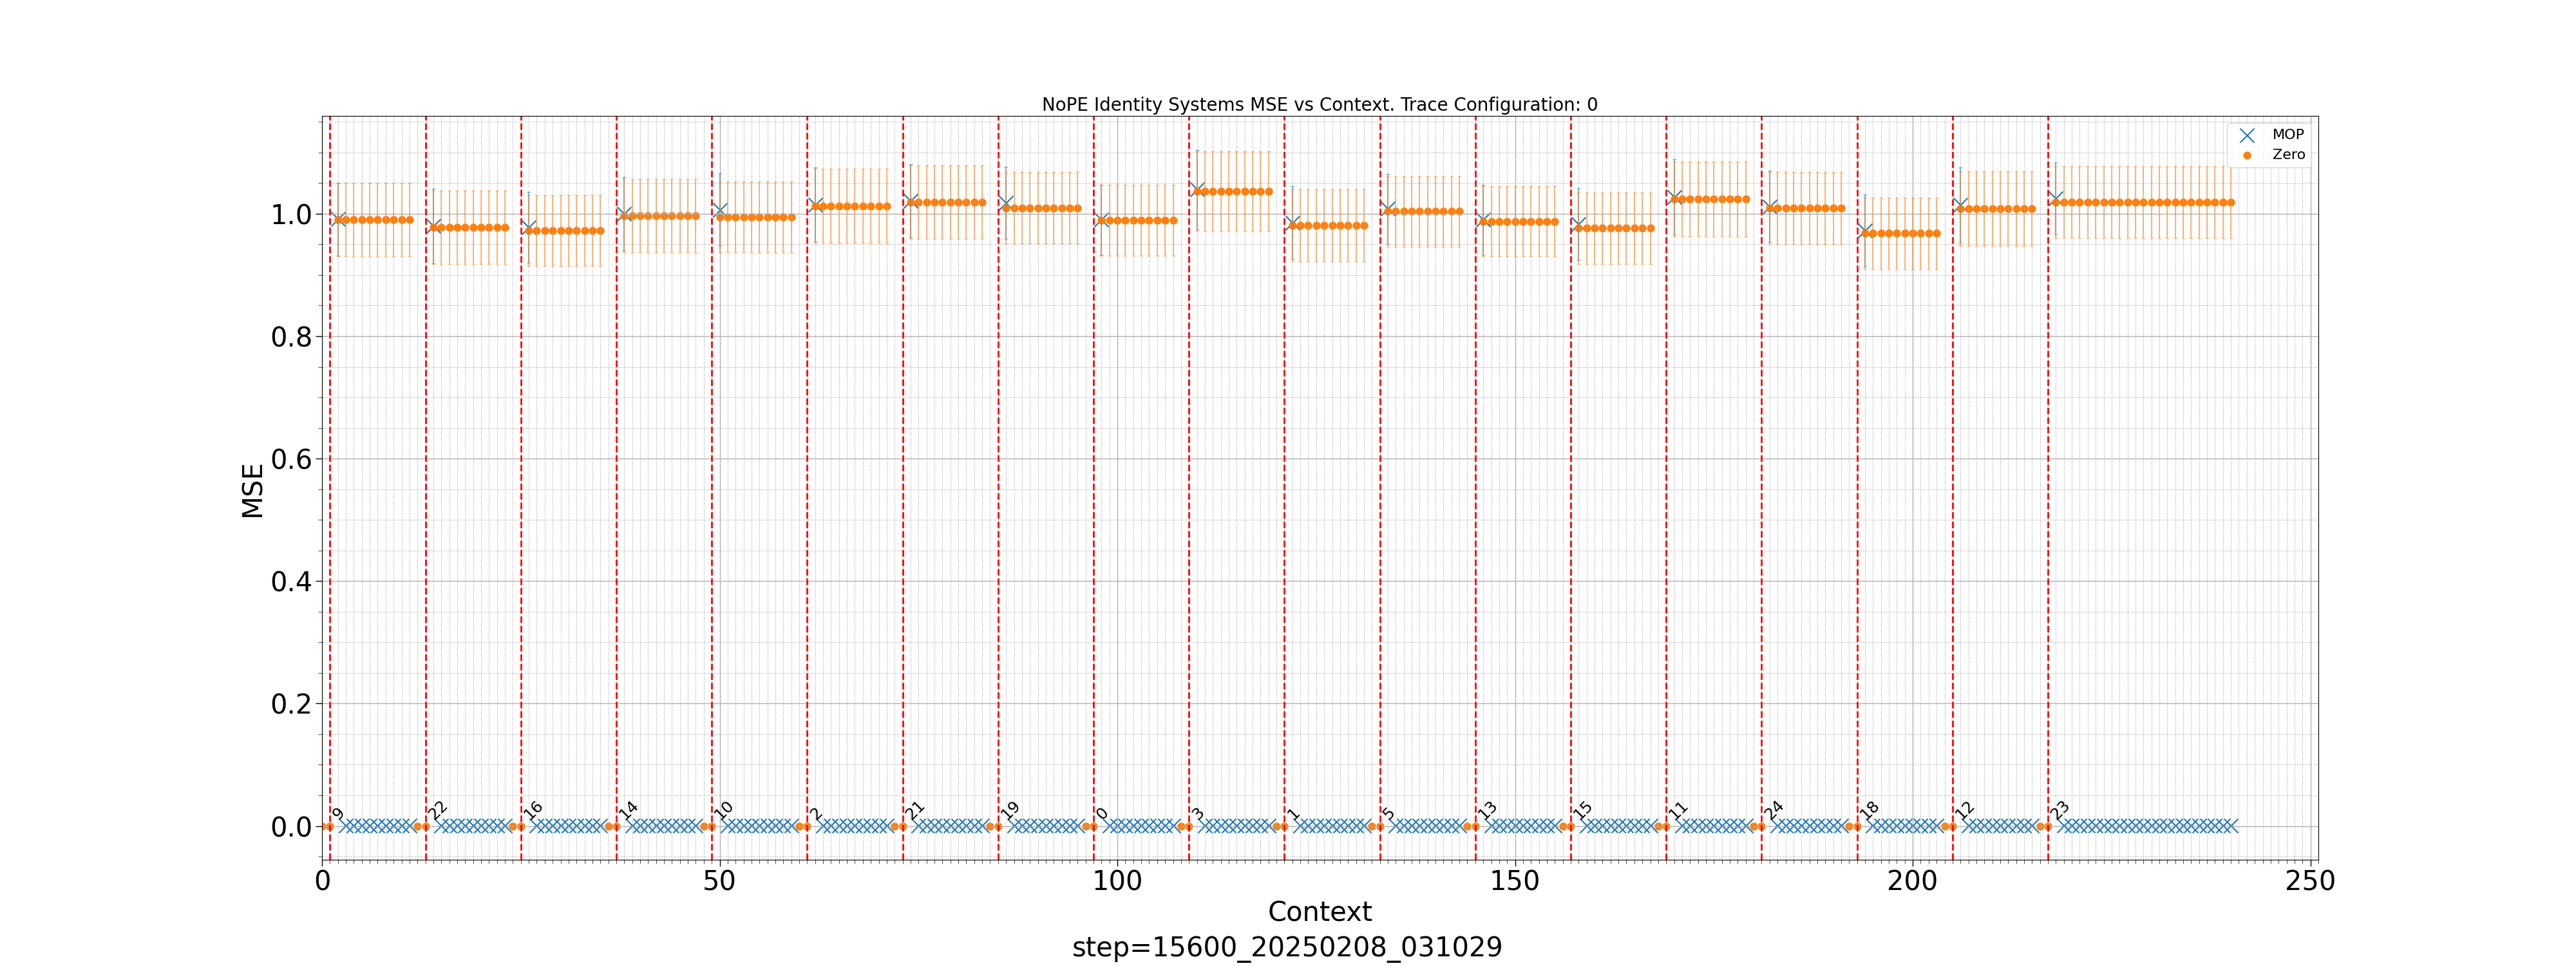 NoPE Identity Systems MSE vs Context. Trace Configuration: 0
MOP
Zero
MSE
1.0
0.8
0.6
0.4
0.2
0.0
9 22 16 14 10 2 21 19 0 3 1 5 13 15 11 24 18 12 23
0 50 100 150 200 250
Context
step=15600_20250208_031029